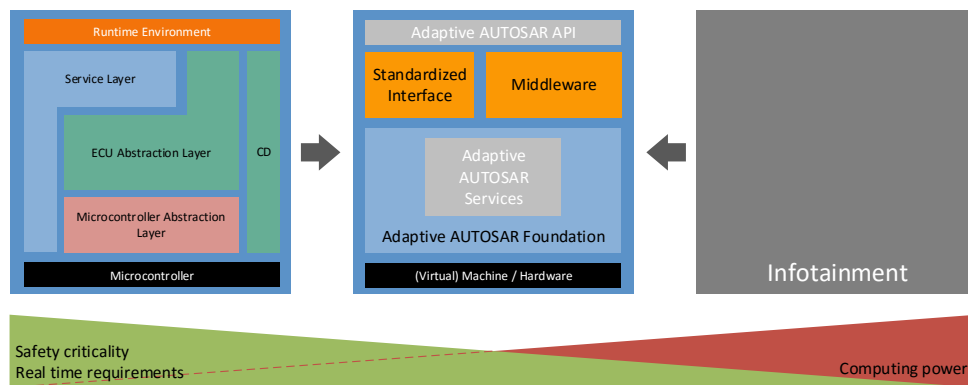 Runtime Environment
Service Layer
ECU Abstraction Layer
CD
Microcontroller Abstraction
Layer
Microcontroller
Adaptive AUTOSAR API
Standardized
Interface
Middleware
Adaptive
AUTOSAR
Services
Adaptive AUTOSAR Foundation
(Virtual) Machine / Hardware
Infotainment
Safety criticality
Real time requirements
Computing power